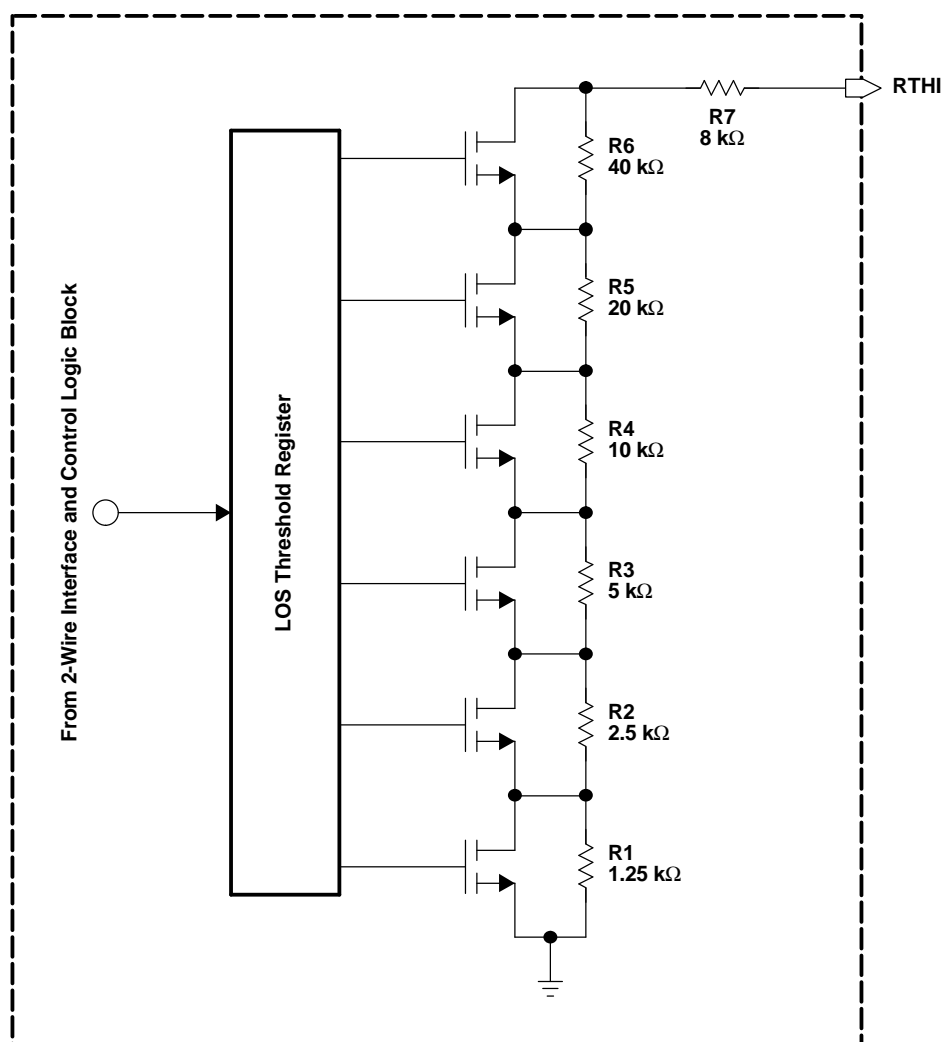 RTHI
R7
8 kΩ
R6
40 kΩ
R5
20 kΩ
R4
10 kΩ
R3
5 kΩ
R2
2.5 kΩ
R1
1.25 kΩ
LOS Threshold Register
From 2-Wire Interface and Control Logic Block